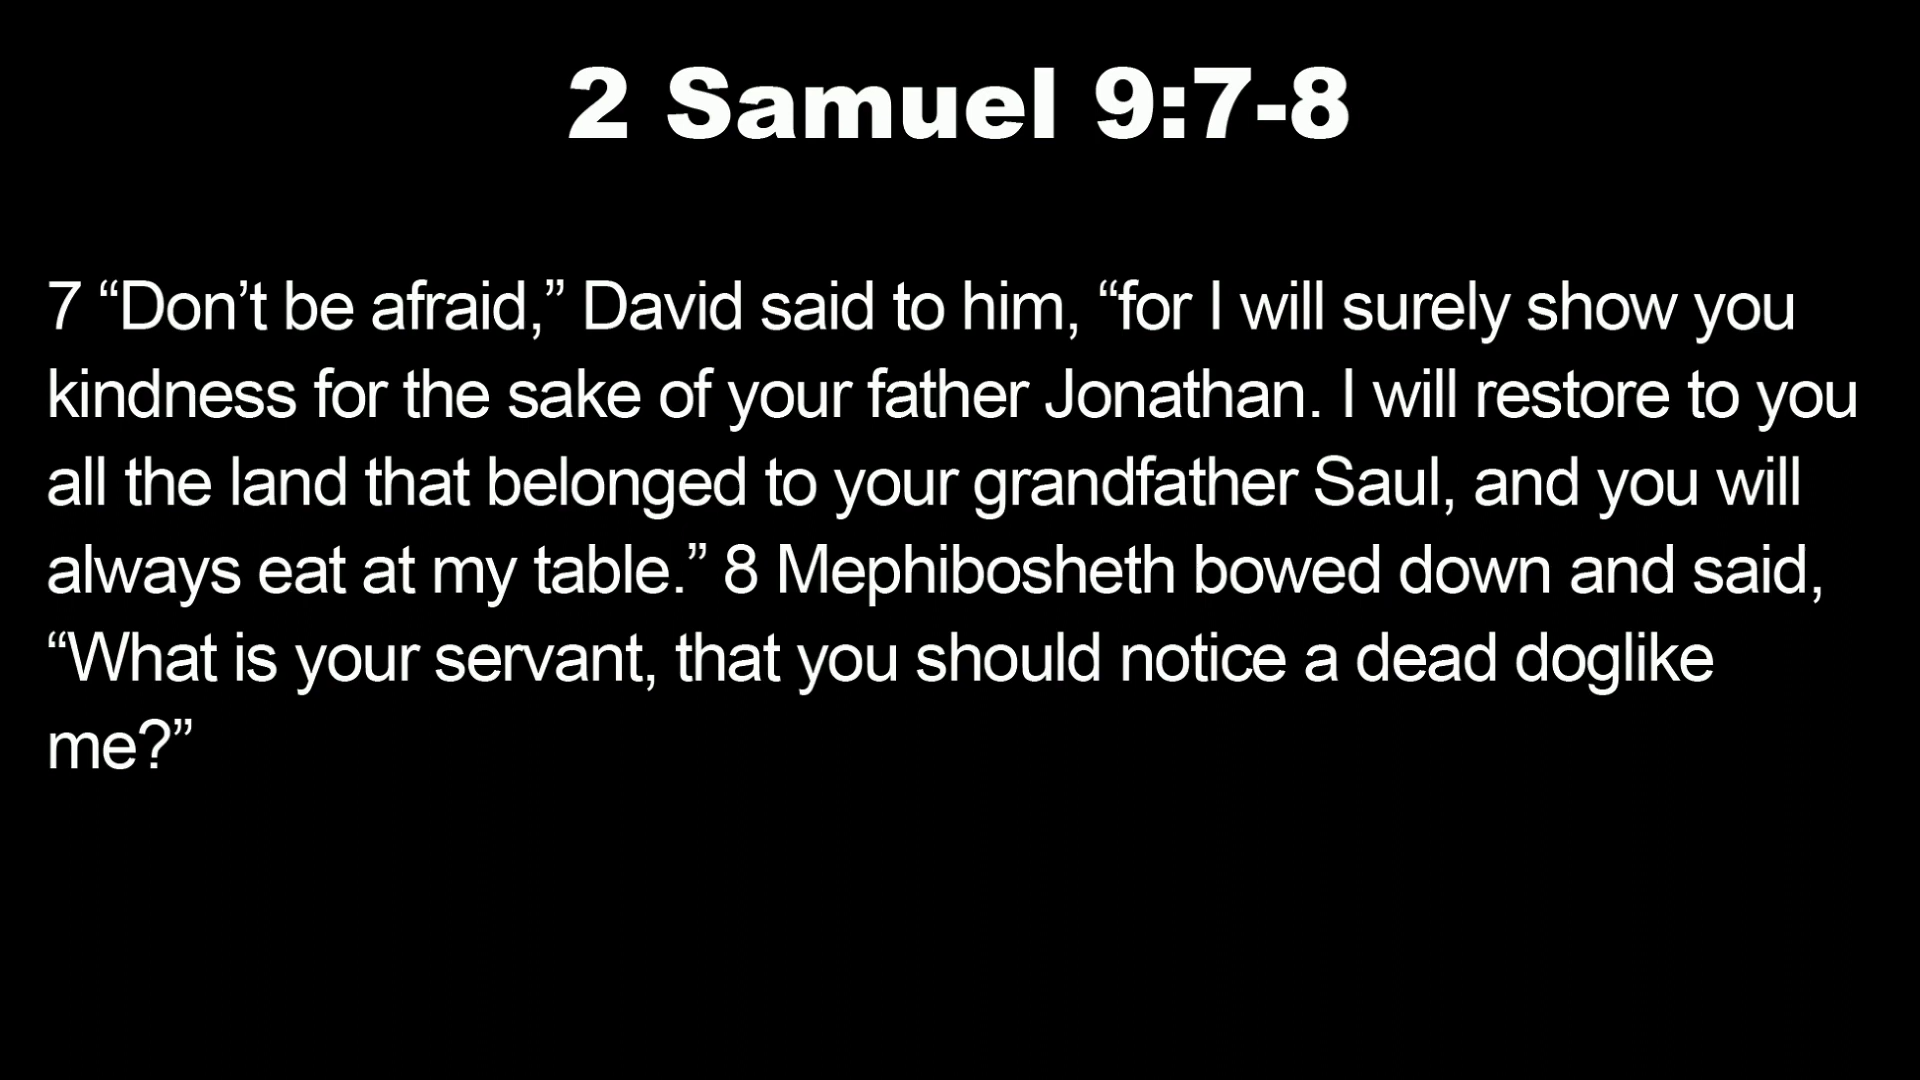 2 Samuel 9:7-8
7 “Don’t be afraid,” David said to him, “for I will surely show you
kindness for the sake of your father Jonathan. I will restore to you
all the land that belonged to your grandfather Saul, and you will
always eat at my table.” 8 Mephibosheth bowed down and said,
“What is your servant, that you should notice a dead doglike
me?”